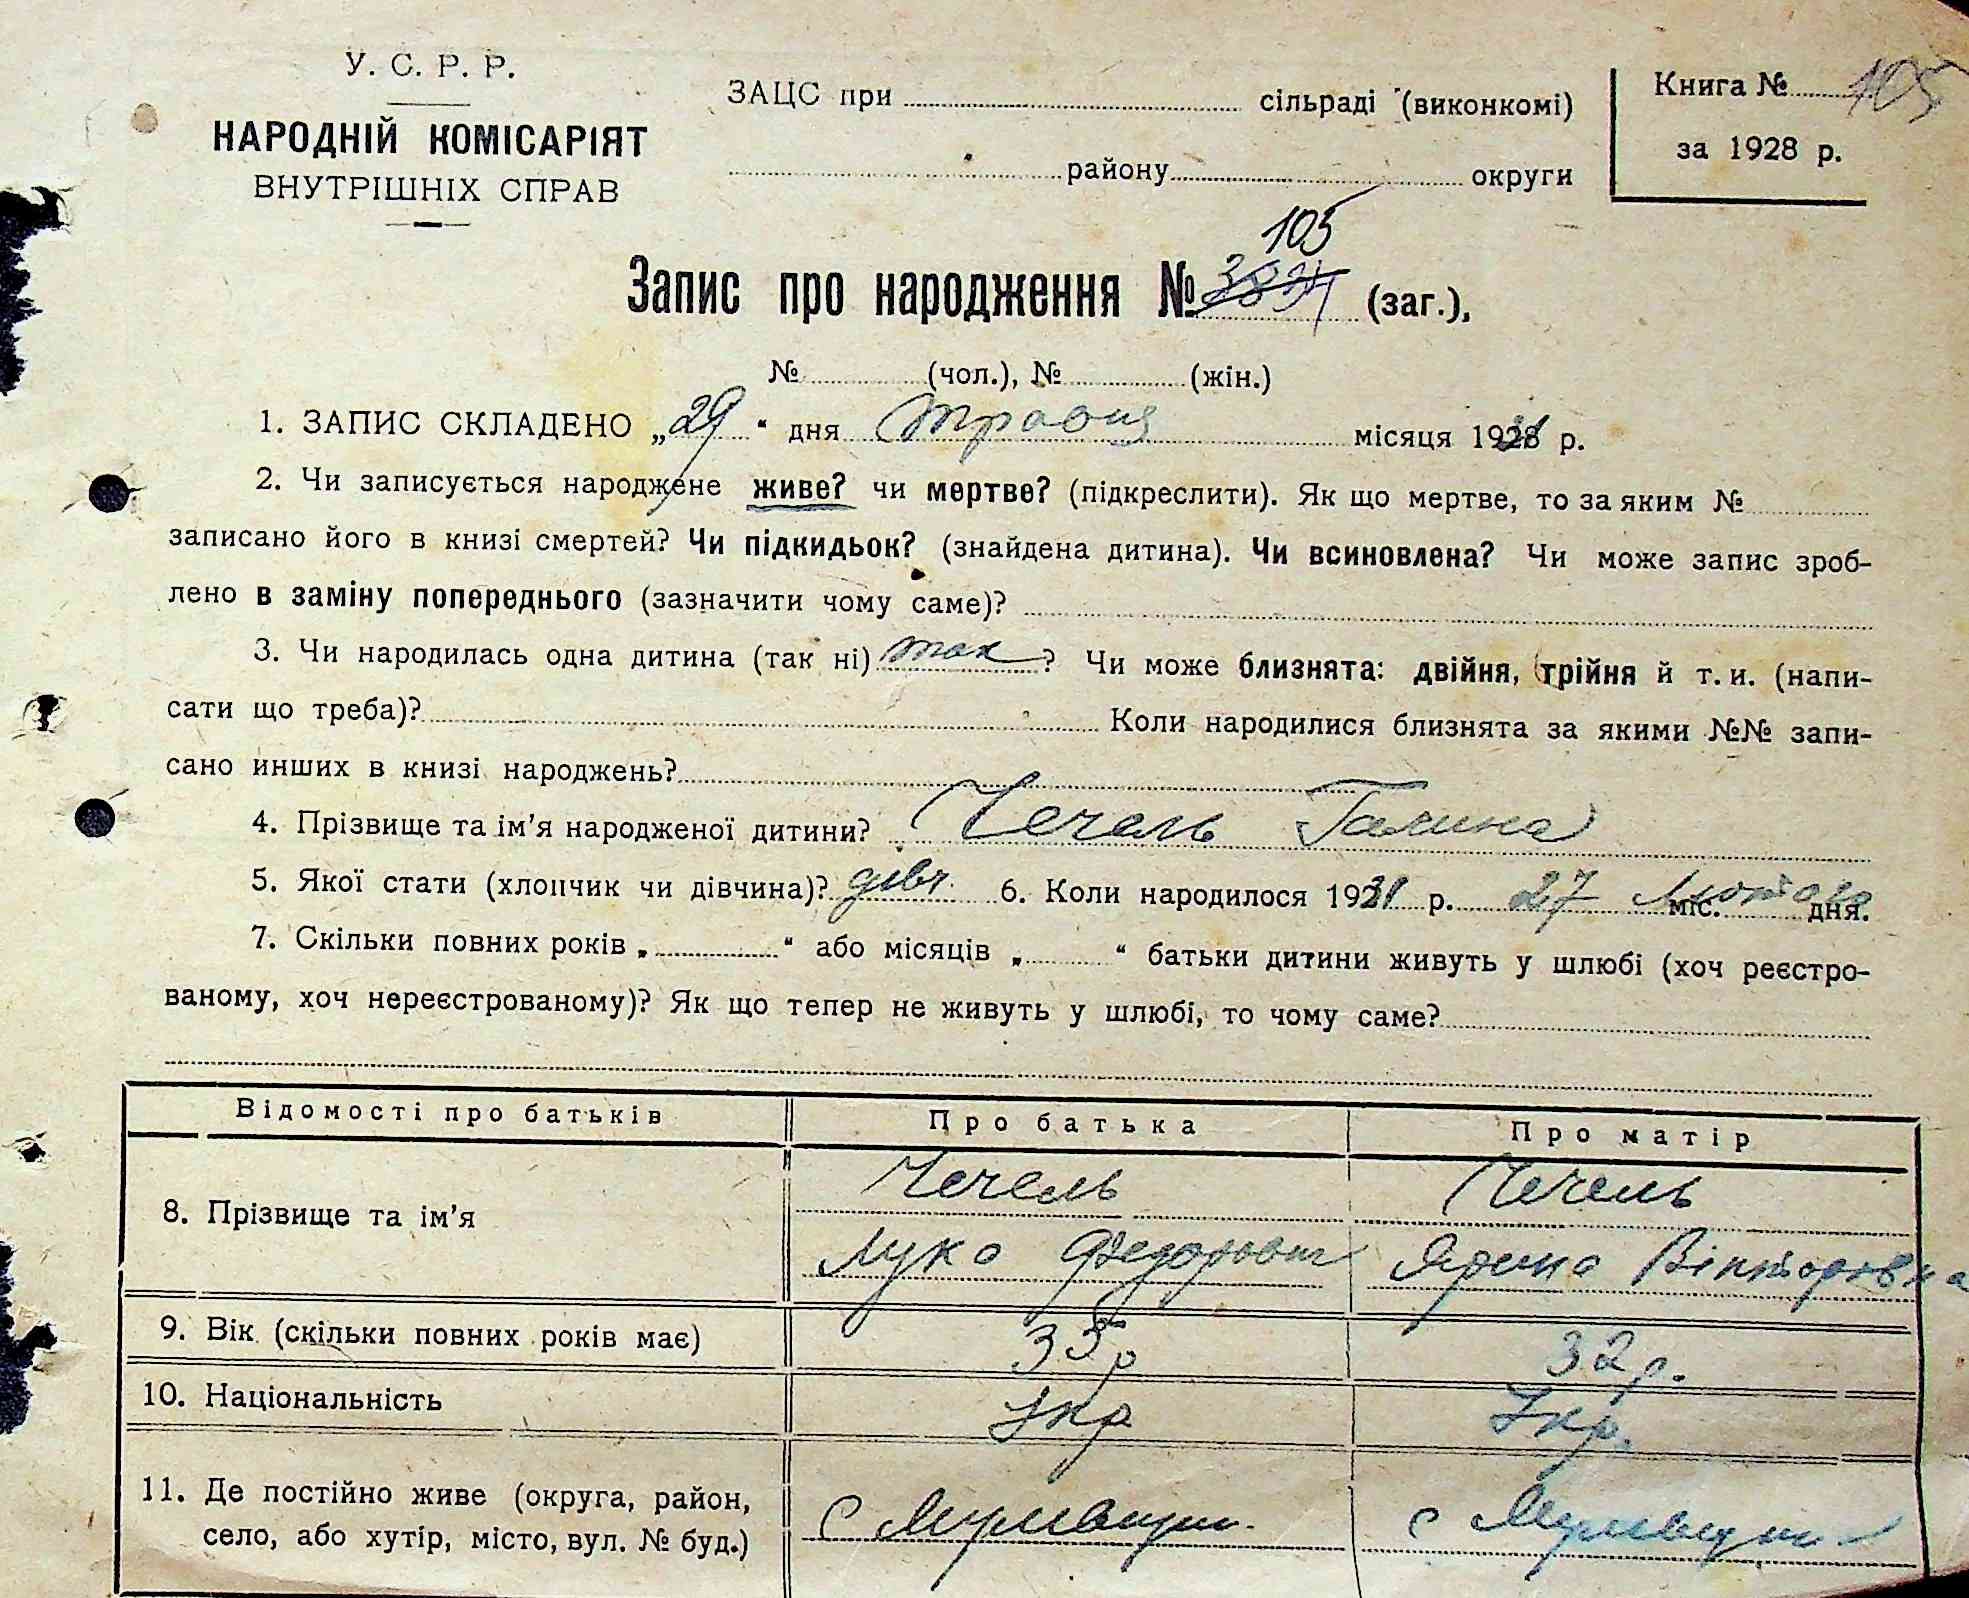 У. С. Р. Р.
НАРОДНІЙ КОМІСАРІЯТ
ВНУТРІШНІХ СПРАВ
ЗАЦС при сільраді (виконкомі)
району округи
Книга № 105
за 1928 р.
105
Запис про народження № (заг.),
№ (чол.), № (жін.)
1. ЗАПИС СКЛАДЕНО „29“ дня травня місяця 1931 р.
2. Чи записується народжене живе? чи мертве? (підкреслити). Як що мертве, то за яким №
записано його в книзі смертей? Чи підкидьок? (знайдена дитина). Чи всиновлена? Чи може запис зроб-
лено в заміну попереднього (зазначити чому саме)?
3. Чи народилась одна дитина (так ні) так? Чи може близнята: двійня, трійня й т. и. (напи-
сати що треба)? Коли народилися близнята за якими №№ запи-
сано инших в книзі народжень?
4. Прізвище та ім’я народженої дитини? Чечель Галина
5. Якої стати (хлопчик чи дівчина)? дівч. 6. Коли народилося 1931 р. 27 Лютого міс. дня.
7. Скільки повних років „ “ або місяців „ “ батьки дитини живуть у шлюбі (хоч реєстро-
ваному, хоч нереєстрованому)? Як що тепер не живуть у шлюбі, то чому саме?
Відомості про батьків Про батька Про матір
8. Прізвище та ім’я Чечель Чечель
Лука Федорович Ярина Вікторовна
9. Вік (скільки повних років має) 35 р 32 р.
10. Національність Укр Укр.
11. Де постійно живе (округа, район,
село, або хутір, місто, вул. № буд.) с с